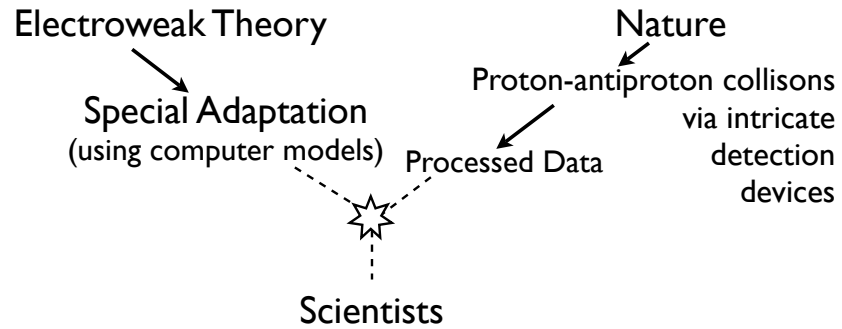 Electroweak Theory
Special Adaptation
(using computer models)
Nature
Proton-antiproton collisons
via intricate
detection
devices
Processed Data
Scientists